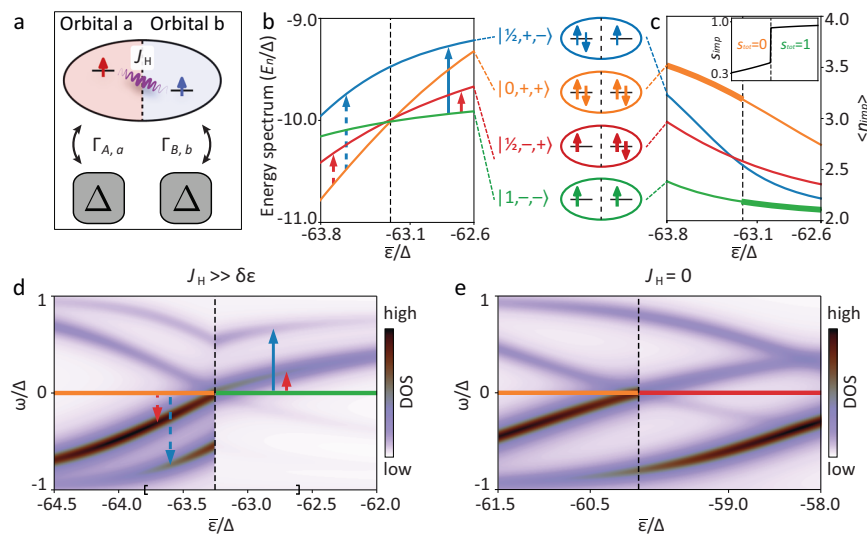 a
Orbital a Orbital b
J_H
Γ_{A, a} Γ_{B, b}
Δ Δ
b
Energy spectrum (E_n/Δ)
-9.0
-10.0
-11.0
-63.8 -63.1 -62.6
ε̅/Δ
|½,+,−⟩
|0,+,+⟩
|½,−,+⟩
|1,−,−⟩
c
1.0
0.3
S_imp
s_tot=0 s_tot=1
4.0
3.5
3.0
2.5
2.0
<n_imp>
-63.8 -63.1 -62.6
ε̅/Δ
d
J_H >> δε
1
0
-1
ω/Δ
-64.5 -64.0 -63.5 -63.0 -62.5 -62.0
ε̅/Δ
high
DOS
low
e
J_H = 0
1
0
-1
ω/Δ
-61.5 -60.5 -59.0 -58.0
ε̅/Δ
high
DOS
low